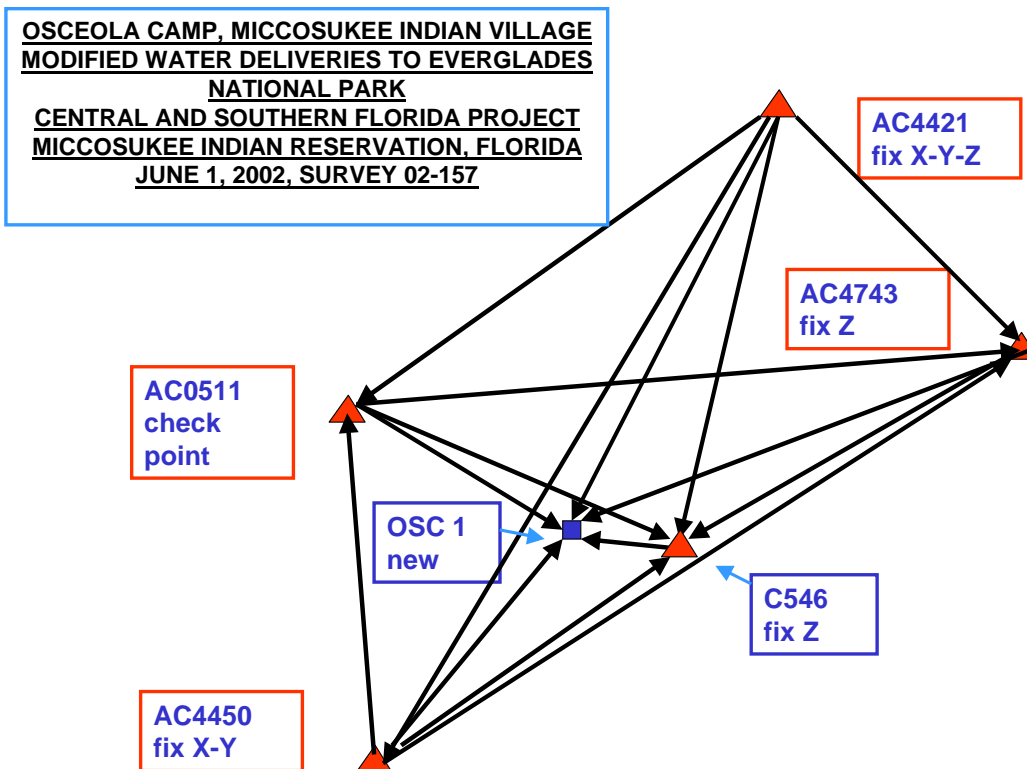 OSCEOLA CAMP, MICCOSUKEE INDIAN VILLAGE
MODIFIED WATER DELIVERIES TO EVERGLADES
NATIONAL PARK
CENTRAL AND SOUTHERN FLORIDA PROJECT
MICCOSUKEE INDIAN RESERVATION, FLORIDA
JUNE 1, 2002, SURVEY 02-157
AC4421
fix X-Y-Z
AC4743
fix Z
AC0511
check
point
OSC 1
new
C546
fix Z
AC4450
fix X-Y